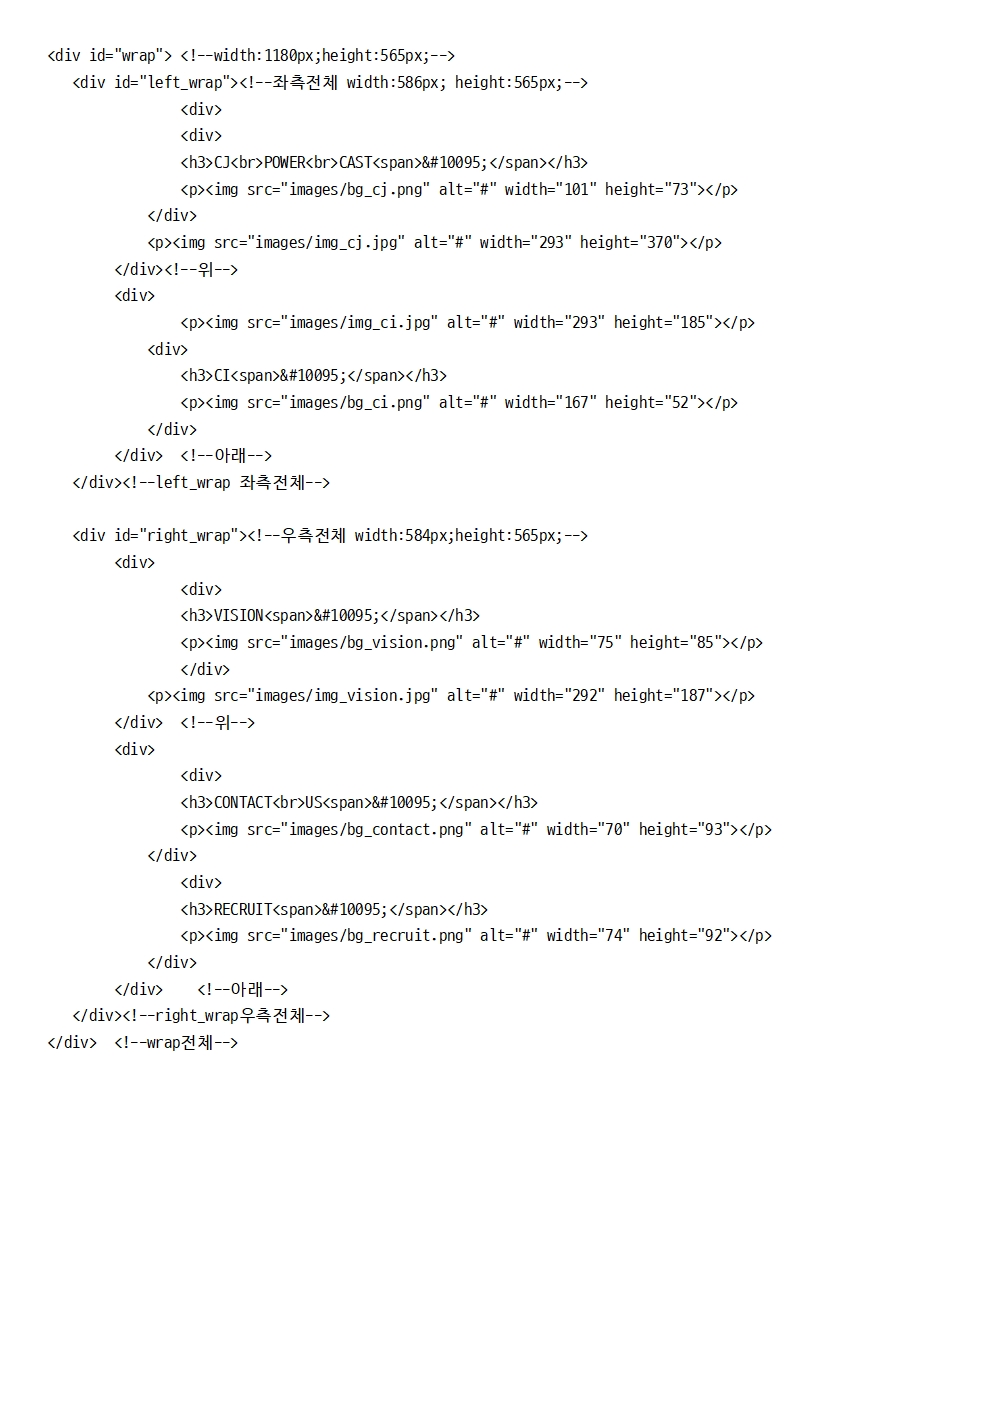 <div id="wrap"> <!--width:1180px;height:565px;-->
<div id="left_wrap"><!--좌측전체 width:586px; height:565px;-->
<div>
<div>
<h3>CJ<br>POWER<br>CAST<span>&#10095;</span></h3>
<p><img src="images/bg_cj.png" alt="#" width="101" height="73"></p>
</div>
<p><img src="images/img_cj.jpg" alt="#" width="293" height="370"></p>
</div><!--위-->
<div>
<p><img src="images/img_ci.jpg" alt="#" width="293" height="185"></p>
<div>
<h3>CI<span>&#10095;</span></h3>
<p><img src="images/bg_ci.png" alt="#" width="167" height="52"></p>
</div>
</div>  <!--아래-->
</div><!--left_wrap 좌측전체-->
<div id="right_wrap"><!--우측전체 width:584px;height:565px;-->
<div>
<div>
<h3>VISION<span>&#10095;</span></h3>
<p><img src="images/bg_vision.png" alt="#" width="75" height="85"></p>
</div>
<p><img src="images/img_vision.jpg" alt="#" width="292" height="187"></p>
</div>  <!--위-->
<div>
<div>
<h3>CONTACT<br>US<span>&#10095;</span></h3>
<p><img src="images/bg_contact.png" alt="#" width="70" height="93"></p>
</div>
<div>
<h3>RECRUIT<span>&#10095;</span></h3>
<p><img src="images/bg_recruit.png" alt="#" width="74" height="92"></p>
</div>
</div>    <!--아래-->
</div><!--right_wrap우측전체-->
</div>  <!--wrap전체-->